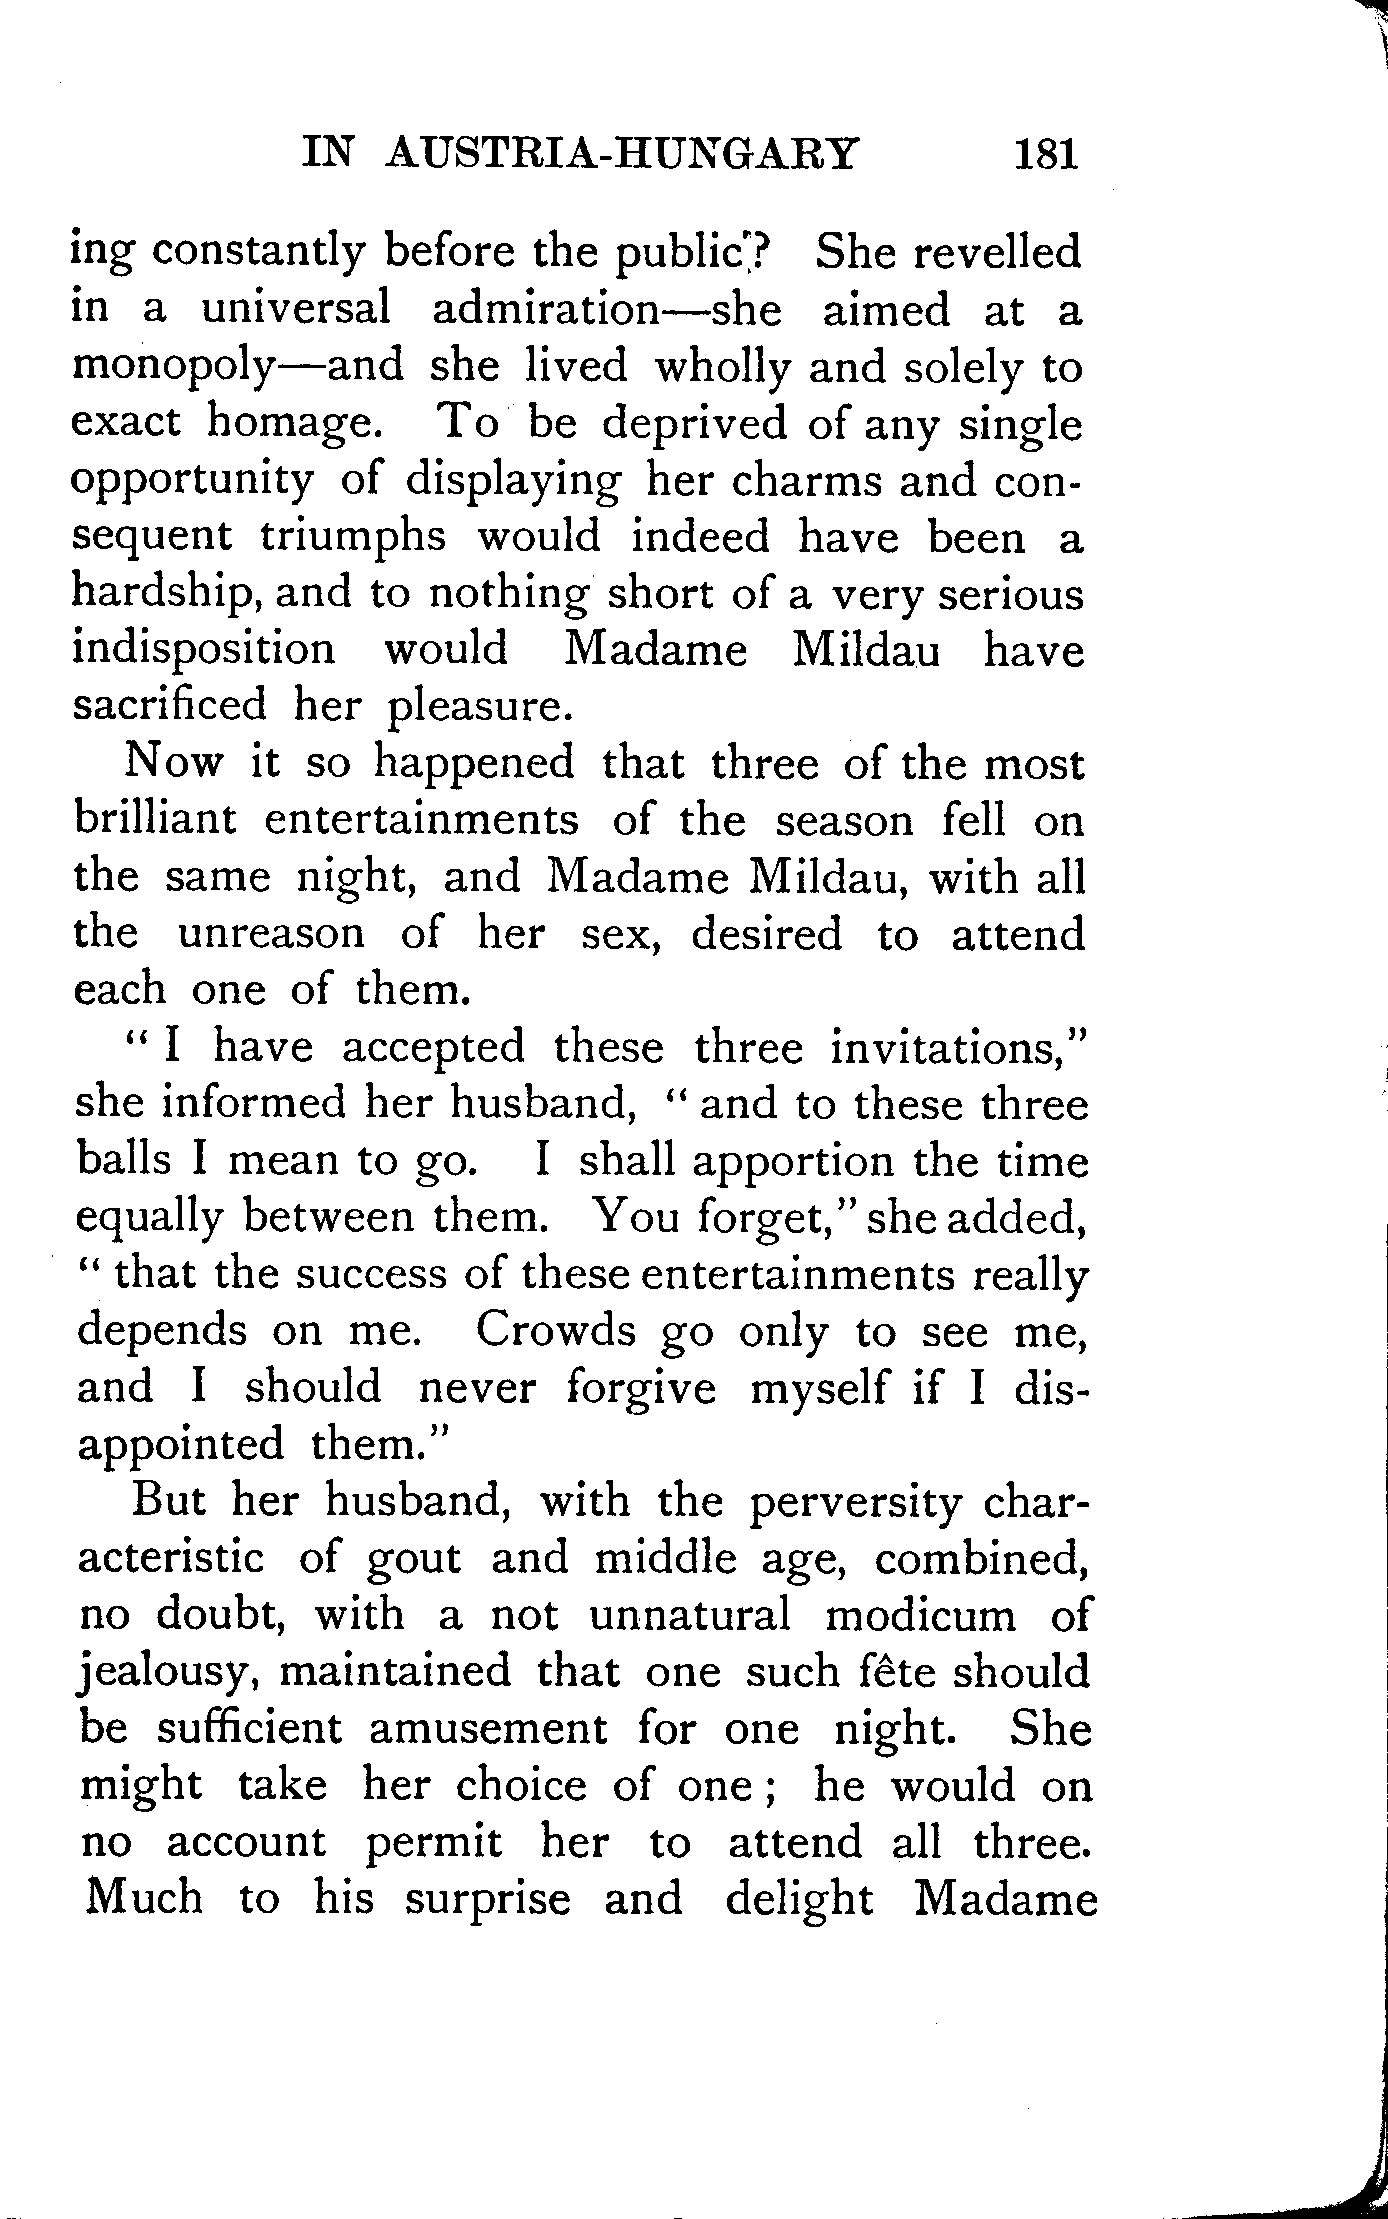 IN AUSTRIA-HUNGARY 181
ing constantly before the public? She revelled
in a universal admiration—she aimed at a
monopoly—and she lived wholly and solely to
exact homage. To be deprived of any single
opportunity of displaying her charms and con-
sequent triumphs would indeed have been a
hardship, and to nothing short of a very serious
indisposition would Madame Mildau have
sacrificed her pleasure.
Now it so happened that three of the most
brilliant entertainments of the season fell on
the same night, and Madame Mildau, with all
the unreason of her sex, desired to attend
each one of them.
“ I have accepted these three invitations,”
she informed her husband, “ and to these three
balls I mean to go. I shall apportion the time
equally between them. You forget,” she added,
“ that the success of these entertainments really
depends on me. Crowds go only to see me,
and I should never forgive myself if I dis-
appointed them.”
But her husband, with the perversity char-
acteristic of gout and middle age, combined,
no doubt, with a not unnatural modicum of
jealousy, maintained that one such fête should
be sufficient amusement for one night. She
might take her choice of one ; he would on
no account permit her to attend all three.
Much to his surprise and delight Madame